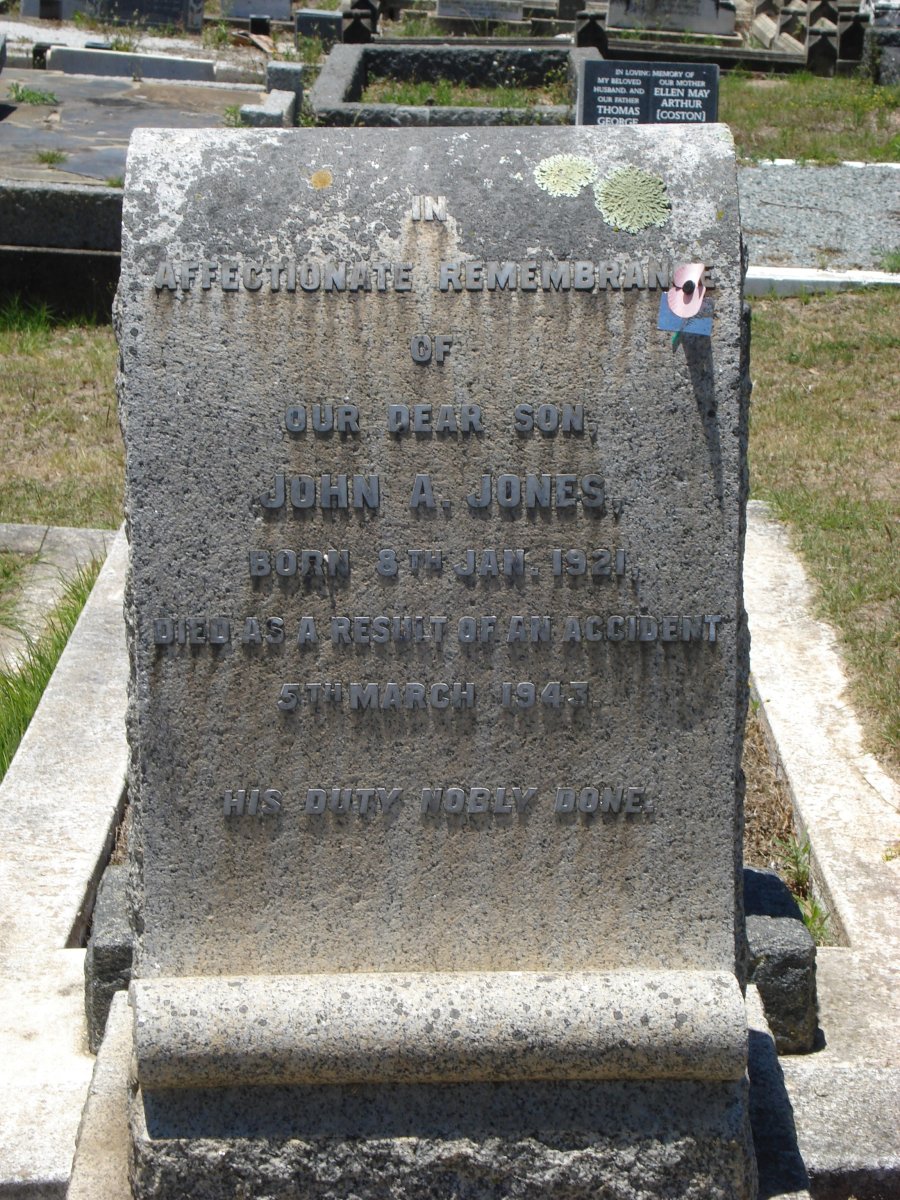 IN LOVING MEMORY OF
MY BELOVED
HUSBAND AND
OUR FATHER
THOMAS
GEORGE
OUR MOTHER
ELLEN MAY
ARTHUR
(COSTON)
IN
AFFECTIONATE REMEMBRANCE
OF
OUR DEAR SON,
JOHN A. JONES,
BORN 8TH JAN. 1921,
DIED AS A RESULT OF AN ACCIDENT
5TH MARCH 1943.
HIS DUTY NOBLY DONE.